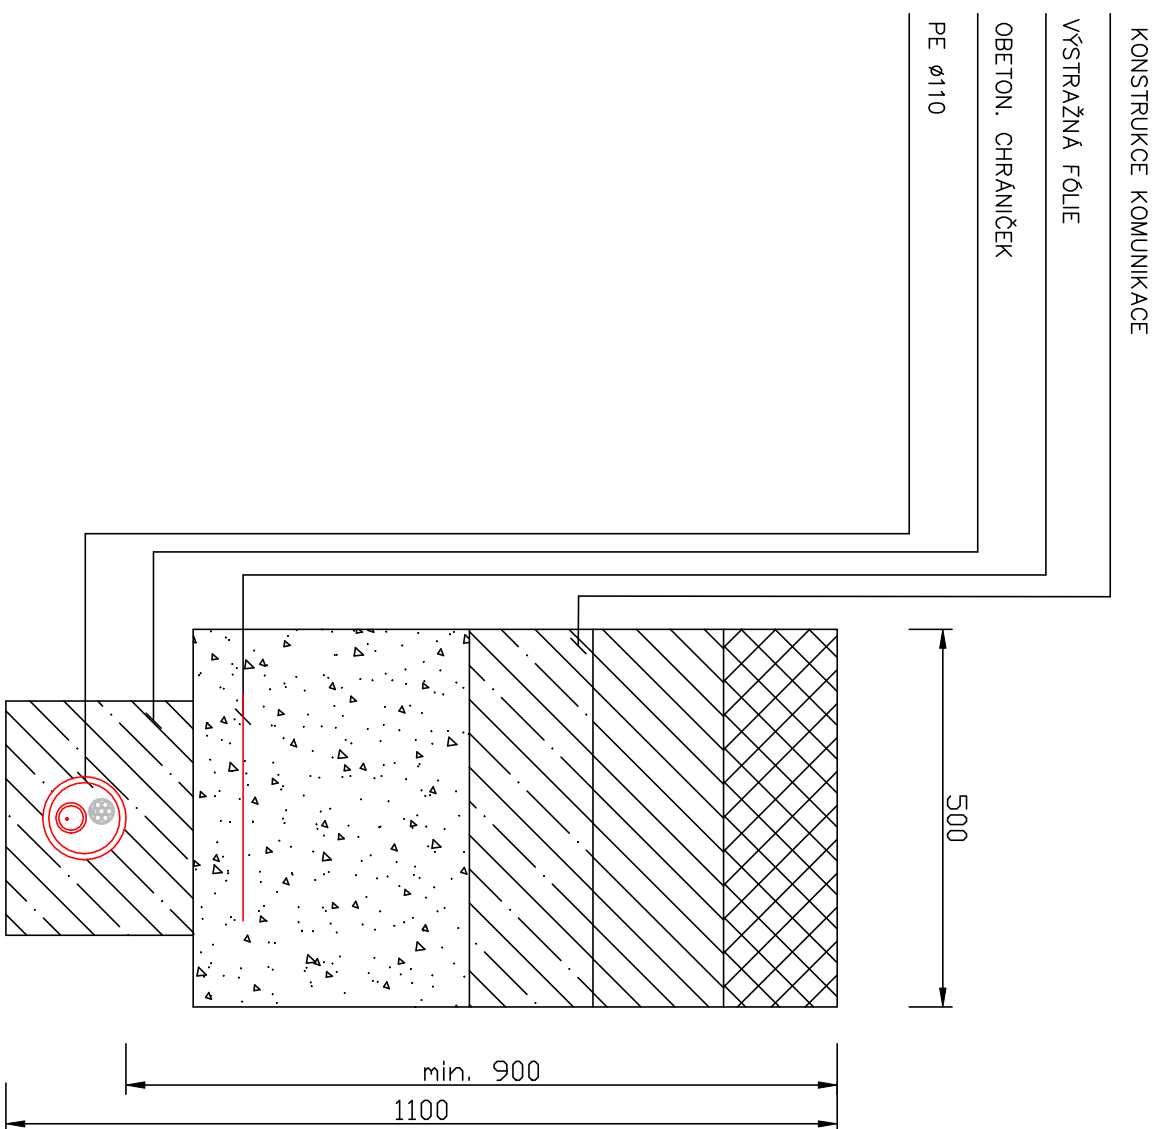 KONSTRUKCE KOMUNIKACE
VÝSTRAŽNÁ FÓLIE
OBETON. CHRÁNIČEK
PE ø110
500
min. 900
1100